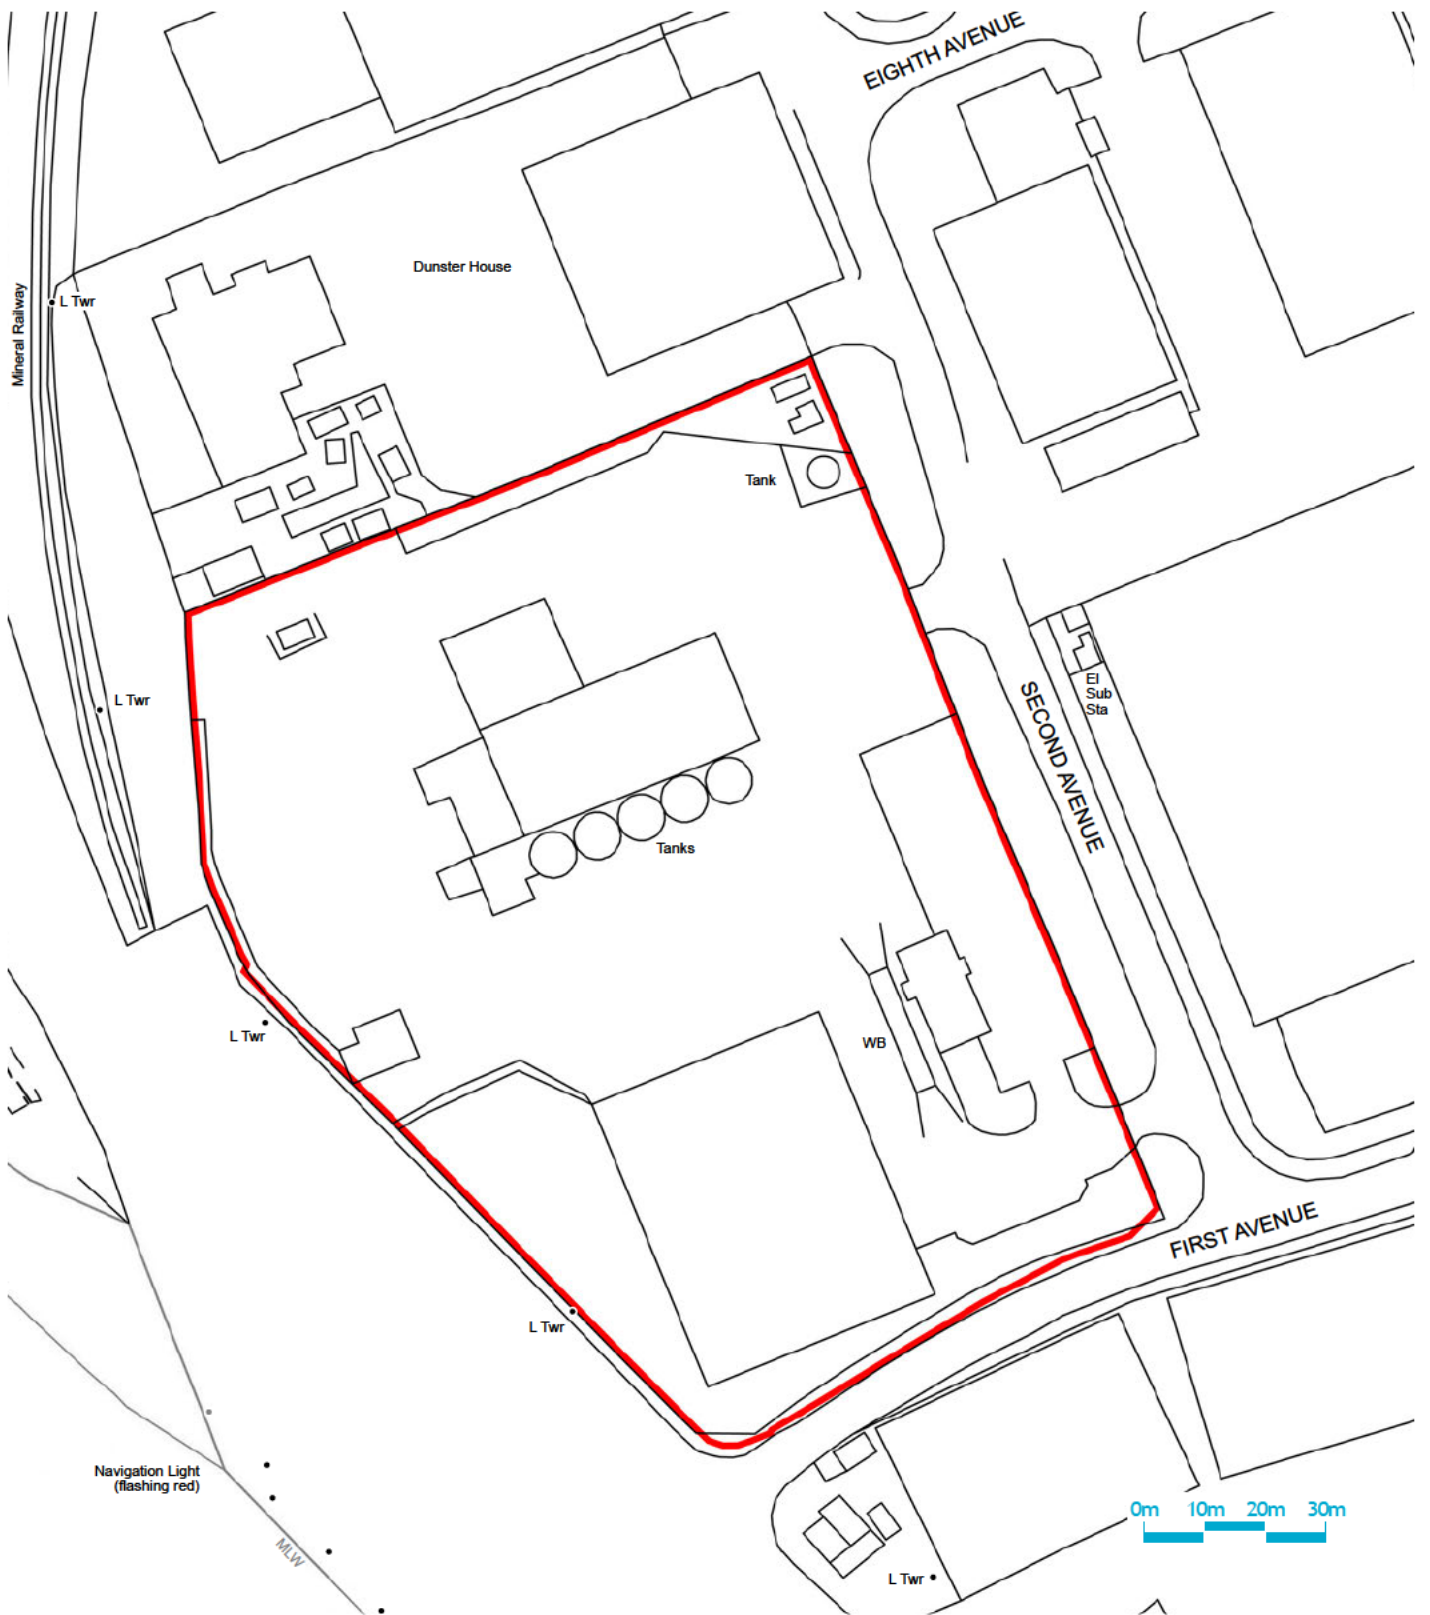 EIGHTH AVENUE
Dunster House
L Twr
Mineral Railway
Tank
L Twr
El
Sub
Sta
SECOND AVENUE
Tanks
L Twr
WB
FIRST AVENUE
L Twr
Navigation Light
(flashing red)
MLW
0m 10m 20m 30m
L Twr